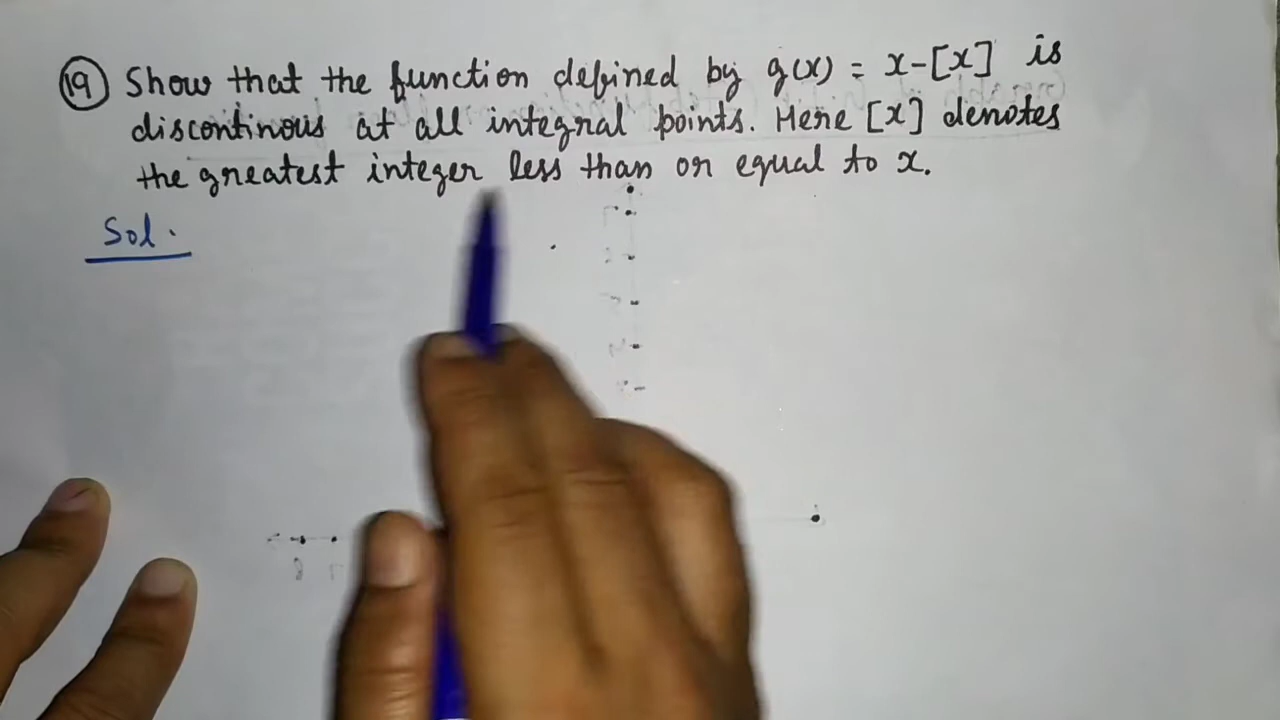 19 Show that the function defined by g(x) = x-[x] is
discontinous at all integral points. Here [x] denotes
the greatest integer less than or equal to x.
Sol.